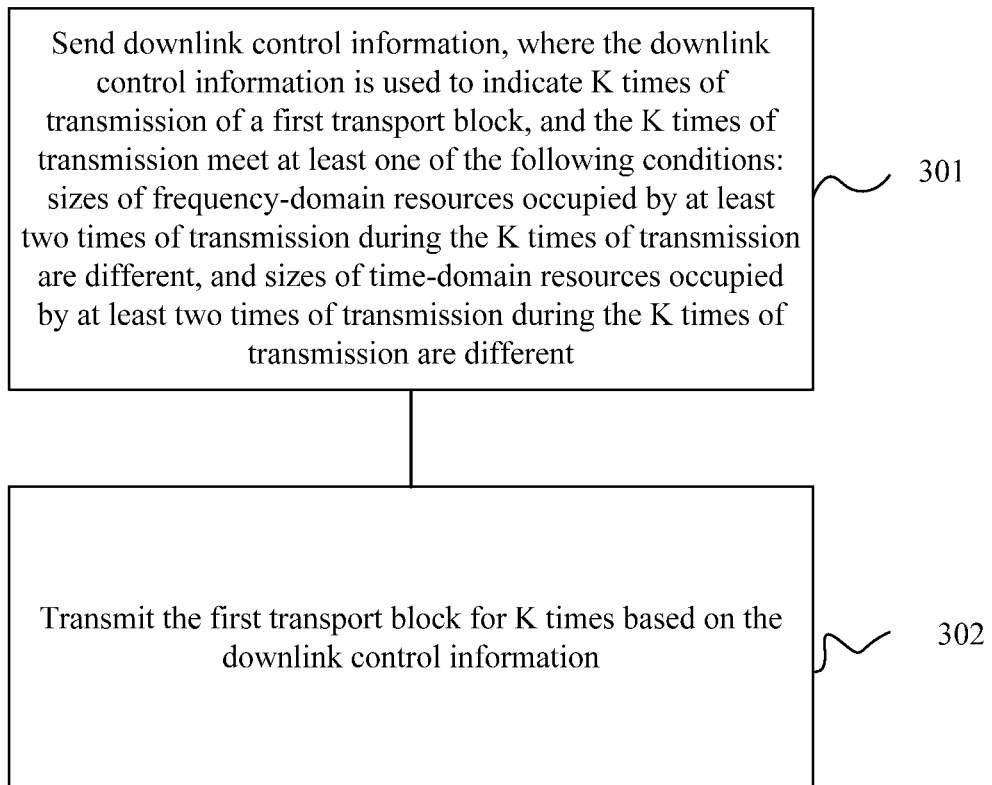 Send downlink control information, where the downlink
control information is used to indicate K times of
transmission of a first transport block, and the K times of
transmission meet at least one of the following conditions:
sizes of frequency-domain resources occupied by at least
two times of transmission during the K times of transmission
are different, and sizes of time-domain resources occupied
by at least two times of transmission during the K times of
transmission are different
301
Transmit the first transport block for K times based on the
downlink control information
302